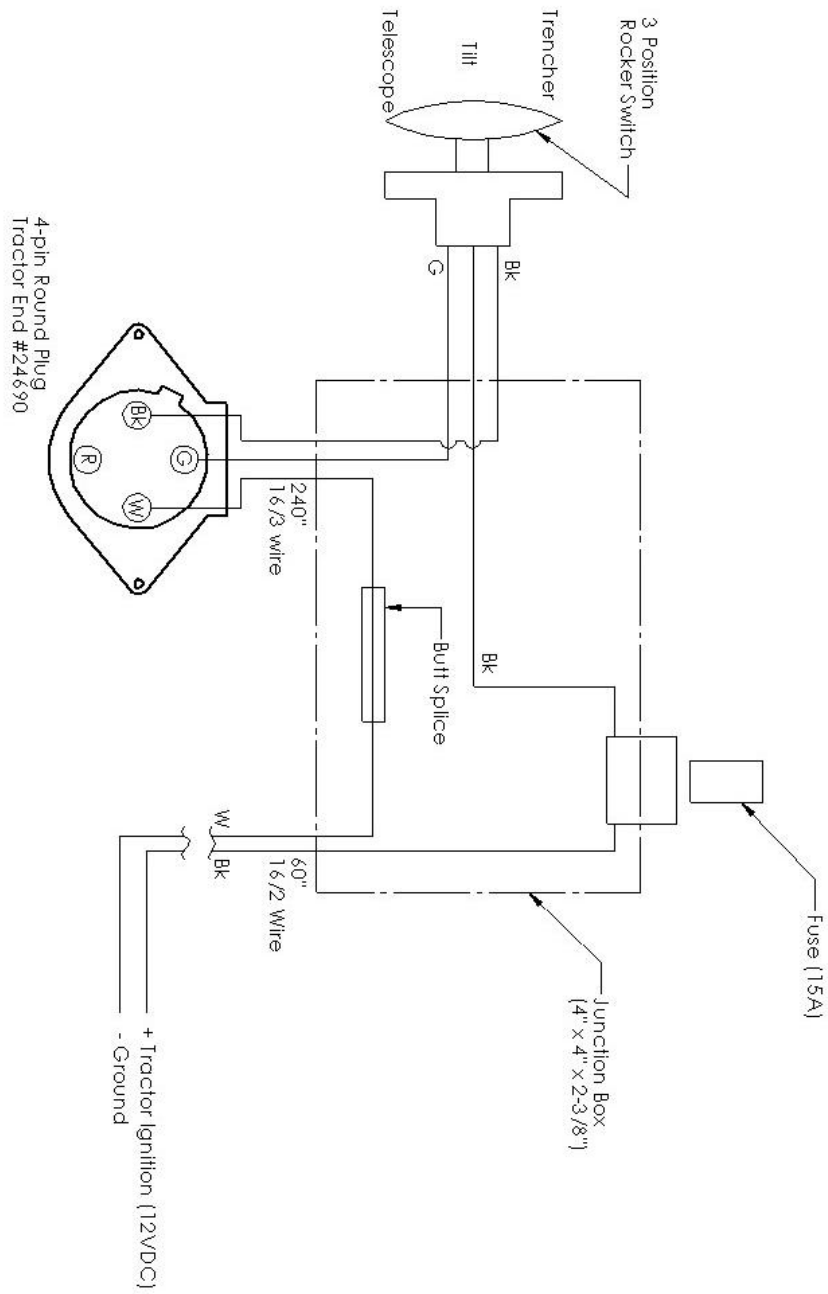 3 Position
Rocker Switch
Trencher
Tilt
Telescope
Bk
G
4-pin Round Plug
Tractor End #24690
Bk
G
R
W
240"
16/3 wire
Butt Splice
Bk
Fuse (15A)
Junction Box
(4" x 4" x 2-3/8")
60"
16/2 Wire
W
Bk
+ Tractor Ignition (12VDC)
- Ground